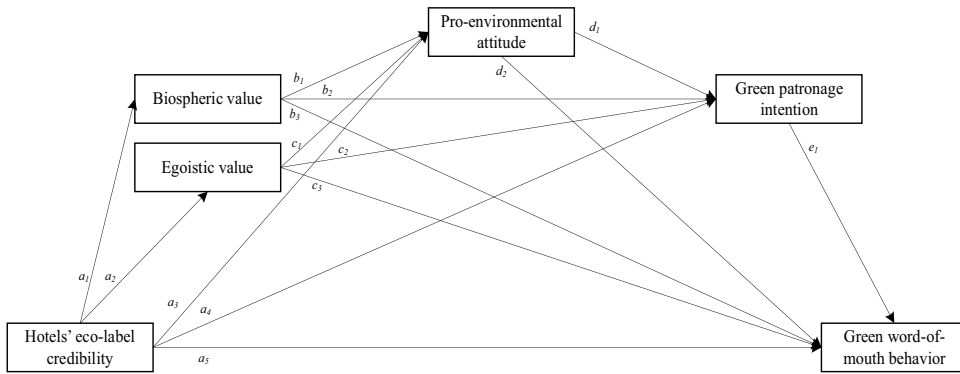 Pro-environmental
attitude
d₁
d₂
b₁
Biospheric value
b₂
b₃
Green patronage
intention
Egoistic value
c₁
c₂
c₃
e₁
a₁
a₂
a₃
a₄
Hotels' eco-label
credibility
a₅
Green word-of-
mouth behavior